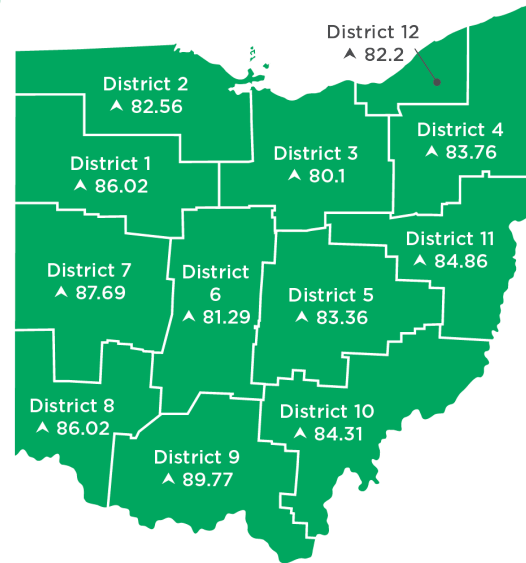 District 12
▲ 82.2
District 2
▲ 82.56
District 4
▲ 83.76
District 3
▲ 80.1
District 1
▲ 86.02
District 11
▲ 84.86
District 7
▲ 87.69
District
6
▲ 81.29
District 5
▲ 83.36
District 8
▲ 86.02
District 10
▲ 84.31
District 9
▲ 89.77